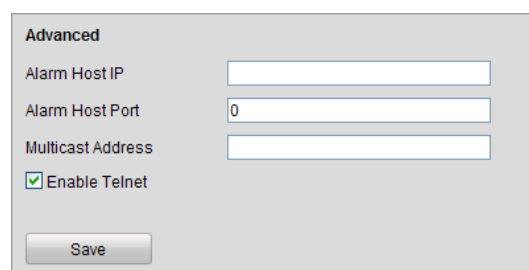 Advanced
Alarm Host IP
Alarm Host Port 0
Multicast Address
Enable Telnet
Save